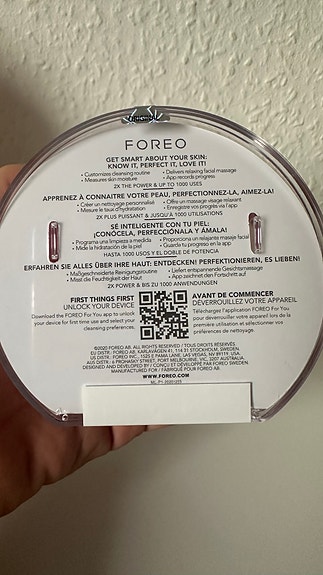 FOREO
GET SMART ABOUT YOUR SKIN:
KNOW IT, PERFECT IT, LOVE IT!
• Customizes cleansing routine • Delivers relaxing facial massage
• Measures skin moisture • App records progress
2X THE POWER & UP TO 1000 USES
APPRENEZ À CONNAITRE VOTRE PEAU, PERFECTIONNEZ-LA, AIMEZ-LA!
• Créer un nettoyage personnalisé • Offre un massage visage relaxant
• Mesure le taux d'hydratation • Enregistre vos progrès via l'app
2X PLUS PUISSANT & JUSQU'À 1000 UTILISATIONS
SÉ INTELIGENTE CON TU PIEL:
¡CONÓCELA, PERFECCIÓNALA Y ÁMALA!
• Programa una limpieza a medida • Proporciona un relajante masaje facial
• Mide la hidratación de la piel • Guarda tu progreso en la app
HASTA 1000 USOS Y EL DOBLE DE POTENCIA
ERFAHREN SIE ALLES ÜBER IHRE HAUT: ENTDECKEN! PERFEKTIONIEREN, ES LIEBEN!
• Maßgeschneiderte Reinigungsroutine • Liefert entspannende Gesichtsmassage
• Misst die Feuchtigkeit der Haut • App zeichnet den Fortschritt auf
2X POWER & BIS ZU 1000 ANWENDUNGEN
FIRST THINGS FIRST
UNLOCK YOUR DEVICE
Download the FOREO For You app to unlock
your device for first time use and select your
cleansing preferences.
AVANT DE COMMENCER
DÉVERROUILLEZ VOTRE APPAREIL
Téléchargez l'application FOREO For You
pour déverrouiller votre appareil lors de la
première utilisation et sélectionner vos
préférences de nettoyage.
©2020 FOREO AB. ALL RIGHTS RESERVED / TOUS DROITS RÉSERVÉS.
EU DISTR.: FOREO AB, KARLAVÄGEN 41, 114 31 STOCKHOLM, SWEDEN.
US DISTR.: FOREO INC., 1525 E PAMA LANE, LAS VEGAS, NV 89119. USA.
AUS DISTR.: 6 PROHASKY STREET, PORT MELBOURNE, VIC 3207 AUSTRALIA
DESIGNED AND DEVELOPED BY / CONÇU ET DÉVELOPPÉ PAR FOREO SWEDEN.
MANUFACTURED FOR / FABRIQUÉ POUR FOREO AB.
WWW.FOREO.COM